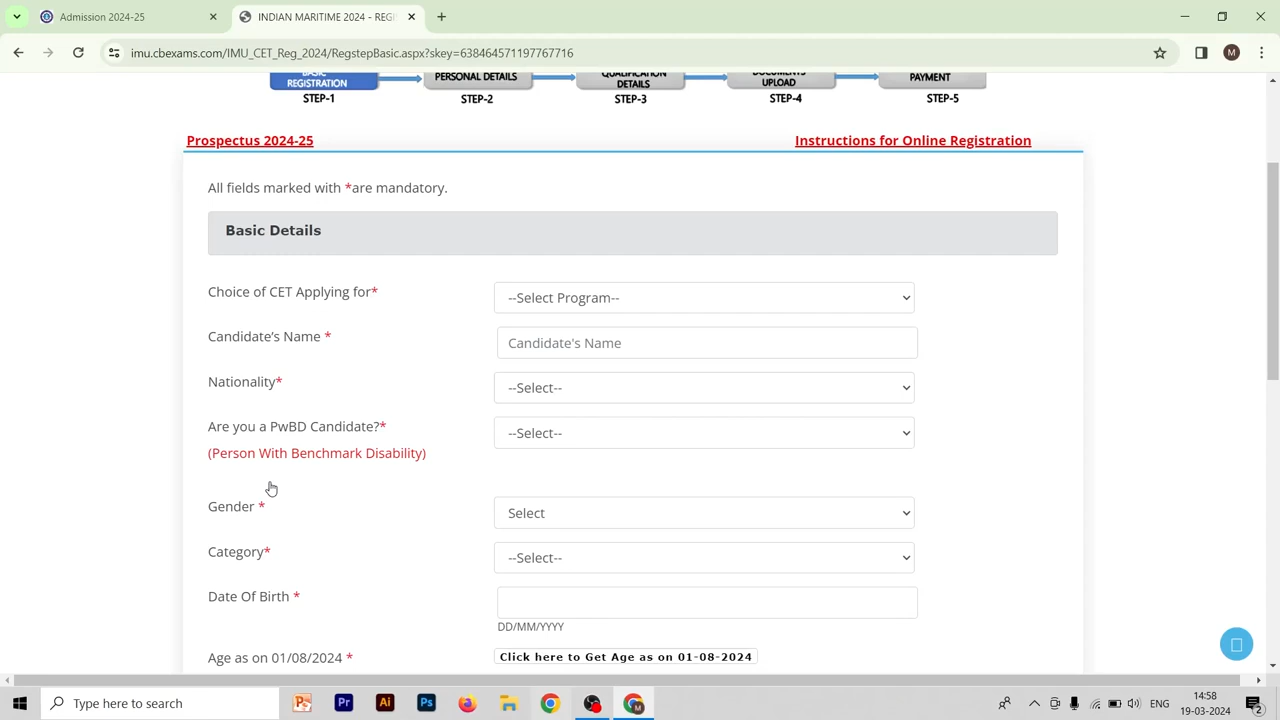 Admission 2024-25
INDIAN MARITIME 2024 - REGI
imu.cbexams.com/IMU_CET_Reg_2024/RegstepBasic.aspx?skey=638464571197767716
M
BASIC
REGISTRATION
PERSONAL DETAILS
QUALIFICATION
DETAILS
DOCUMENTS
UPLOAD
PAYMENT
STEP-1
STEP-2
STEP-3
STEP-4
STEP-5
Prospectus 2024-25
Instructions for Online Registration
All fields marked with *are mandatory.
Basic Details
Choice of CET Applying for*
--Select Program--
Candidate's Name *
Candidate's Name
Nationality*
--Select--
Are you a PwBD Candidate?*
--Select--
(Person With Benchmark Disability)
Gender *
Select
Category*
--Select--
Date Of Birth *
DD/MM/YYYY
Age as on 01/08/2024 *
Click here to Get Age as on 01-08-2024
Type here to search
Pr
Ai
Ps
M
ENG
14:58
19-03-2024
2